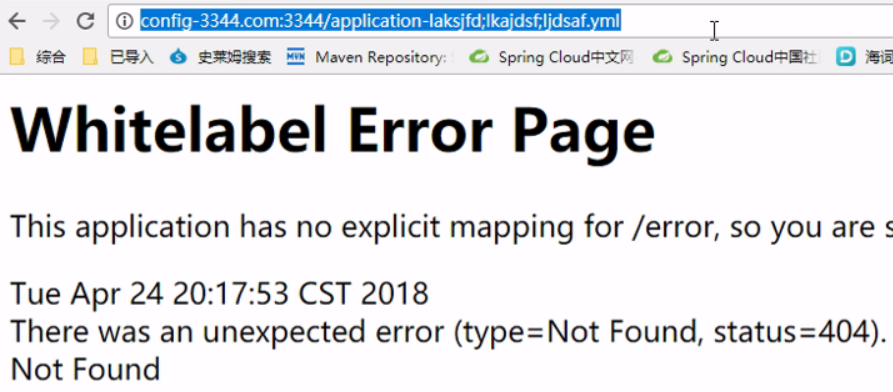 config-3344.com:3344/application-laksjfd;lkajdsf;ljdsaf.yml
综合 已导入 史莱姆搜索 MVN Maven Repository: Spring Cloud中文网 Spring Cloud中国社 D 海词
Whitelabel Error Page
This application has no explicit mapping for /error, so you are s
Tue Apr 24 20:17:53 CST 2018
There was an unexpected error (type=Not Found, status=404).
Not Found